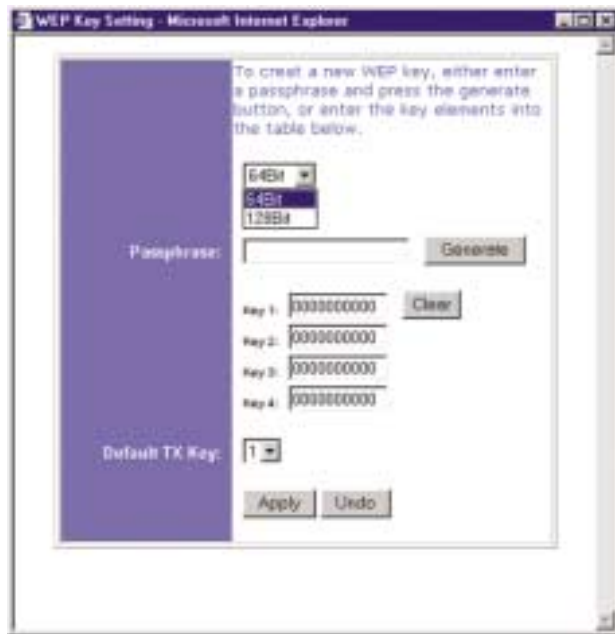 WEP Key Setting - Microsoft Internet Explorer
To creat a new WEP key, either enter
a passphrase and press the generate
button, or enter the key elements into
the table below.
64Bit
64Bit
128Bit
Passphrase: Generate
Key 1: 0000000000 Clear
Key 2: 0000000000
Key 3: 0000000000
Key 4: 0000000000
Default TX Key: 1
Apply Undo